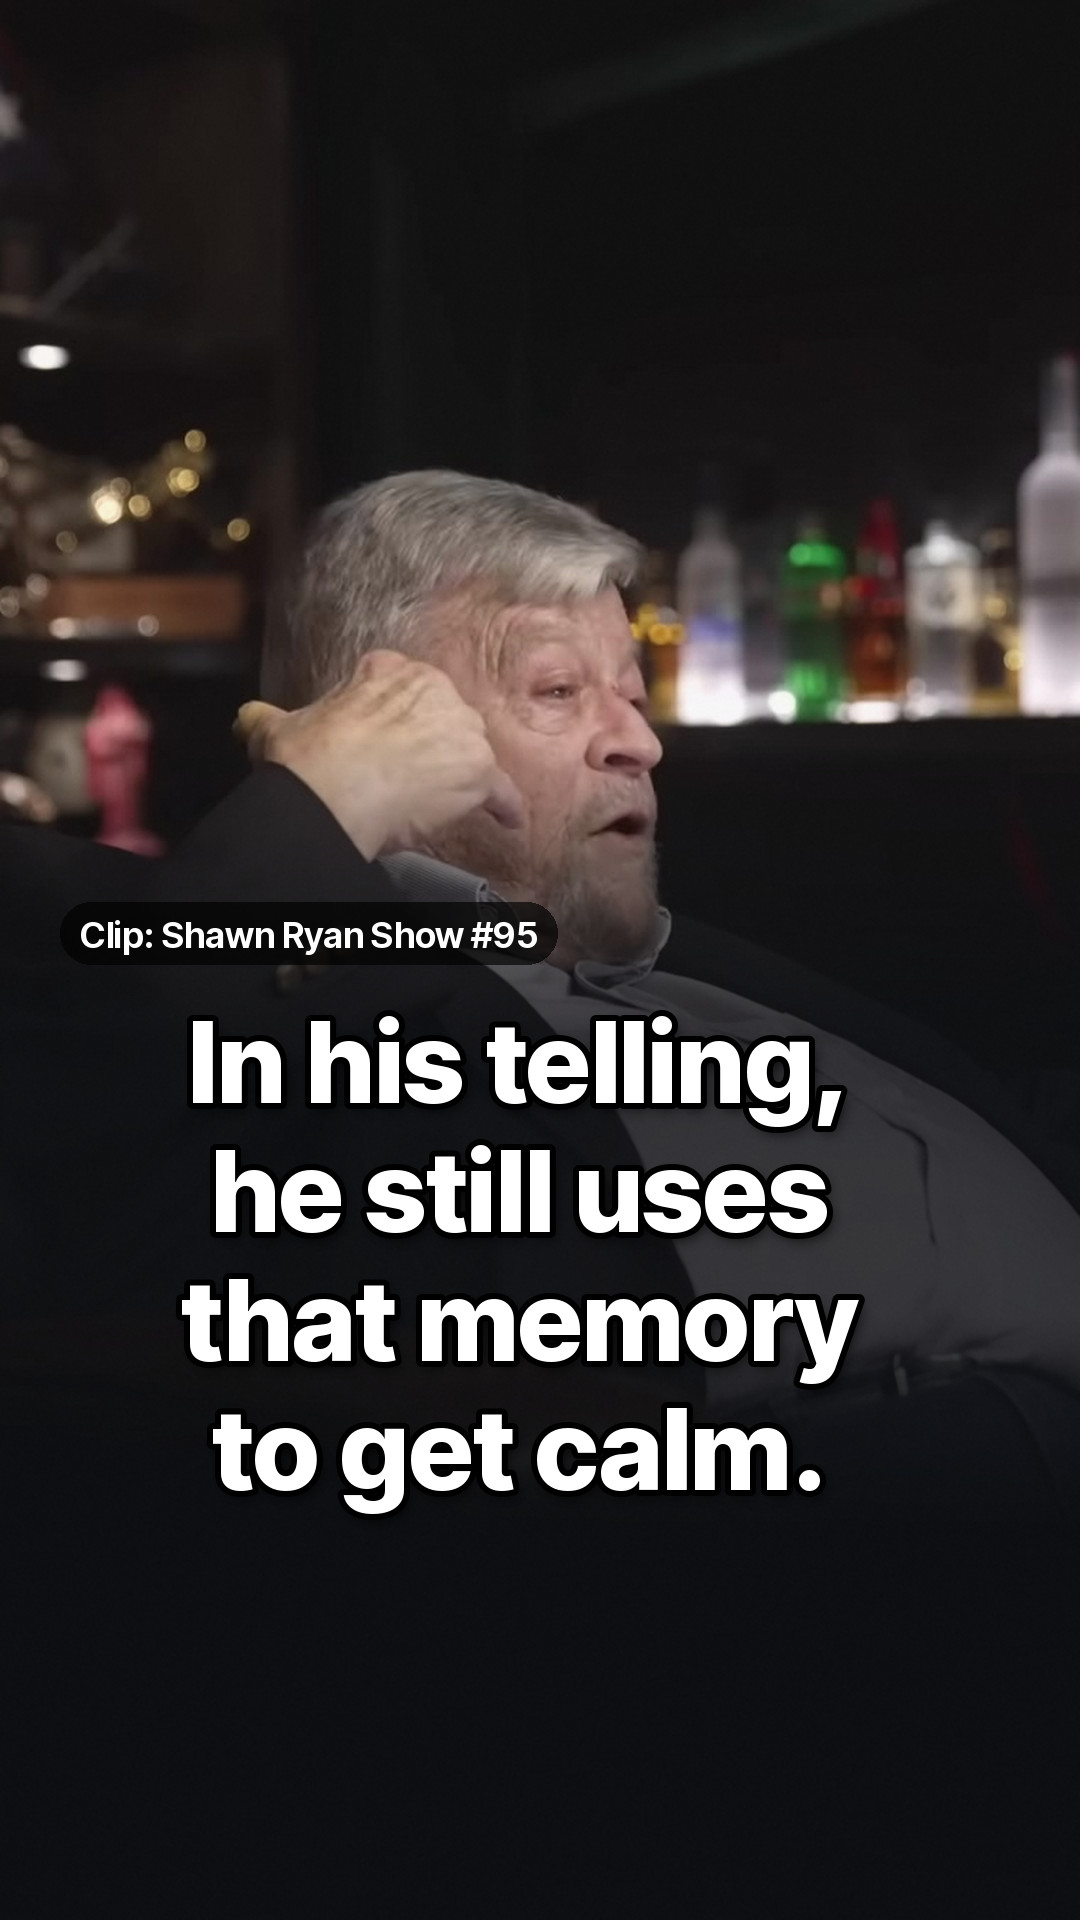 Clip: Shawn Ryan Show #95
In his telling,
he still uses
that memory
to get calm.